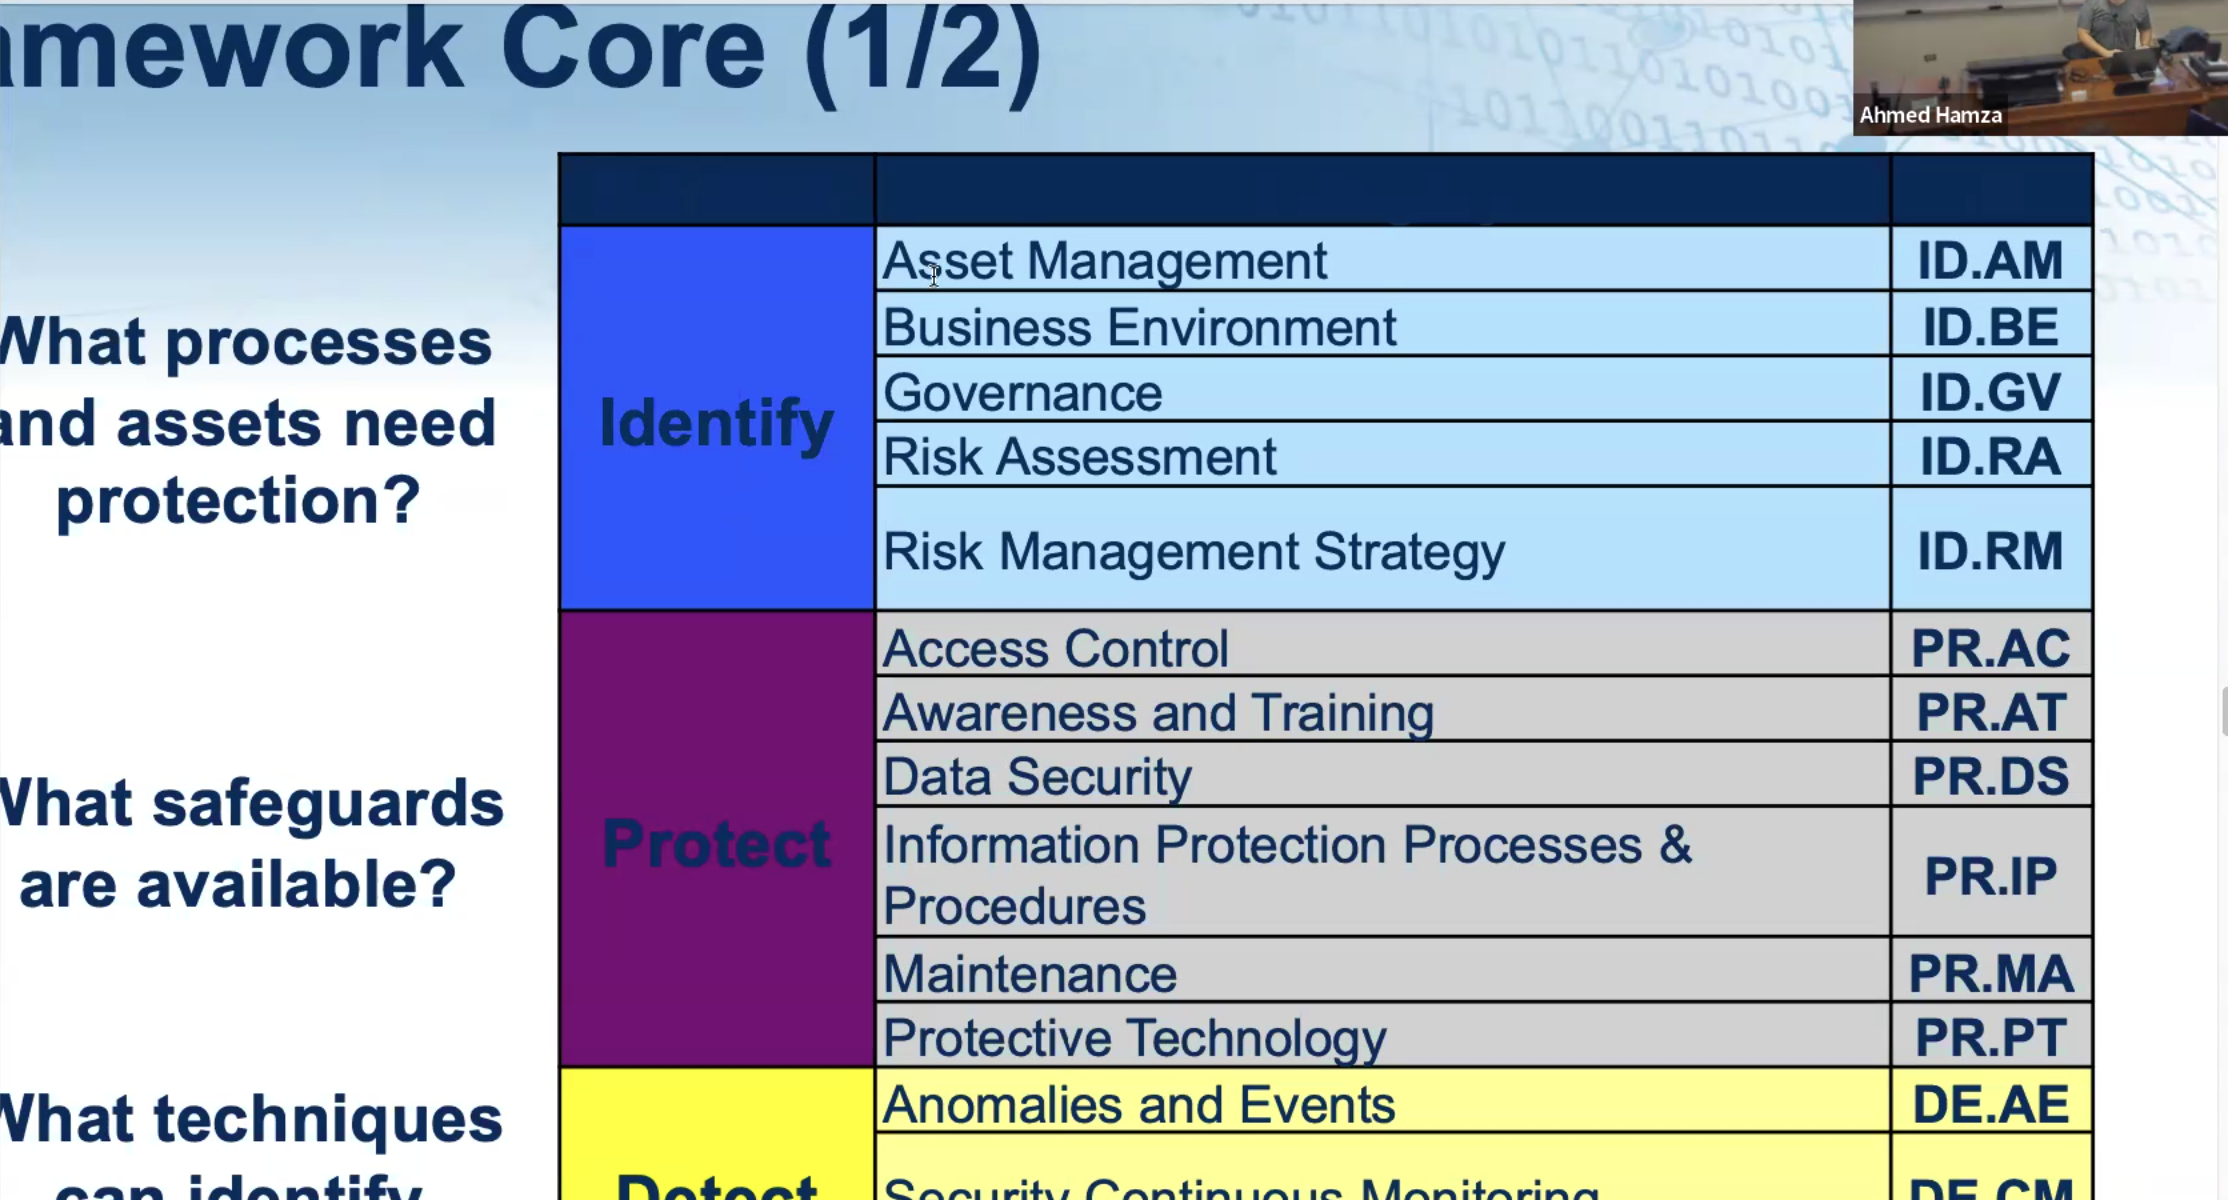 amework Core (1/2)
Ahmed Hamza
What processes
and assets need
protection?
Identify
Asset Management ID.AM
Business Environment ID.BE
Governance ID.GV
Risk Assessment ID.RA
Risk Management Strategy ID.RM
What safeguards
are available?
Protect
Access Control PR.AC
Awareness and Training PR.AT
Data Security PR.DS
Information Protection Processes &
Procedures PR.IP
Maintenance PR.MA
Protective Technology PR.PT
What techniques
can identify
Detect
Anomalies and Events DE.AE
Security Continuous Monitoring DE.CM